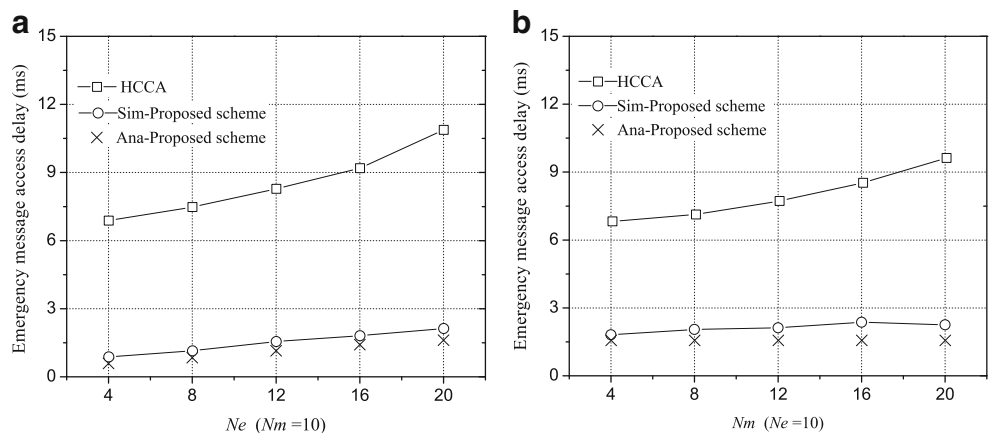 a
15
12
9
6
3
0
Emergency message access delay (ms)
HCCA
Sim-Proposed scheme
Ana-Proposed scheme
4 8 12 16 20
Ne (Nm =10)
b
15
12
9
6
3
0
Emergency message access delay (ms)
HCCA
Sim-Proposed scheme
Ana-Proposed scheme
4 8 12 16 20
Nm (Ne =10)